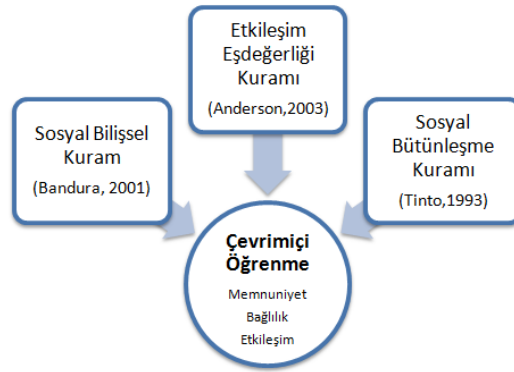 Etkileşim
Eşdeğerliği
Kuramı
(Anderson,2003)
Sosyal Bilişsel
Kuram
(Bandura, 2001)
Sosyal
Bütünleşme
Kuramı
(Tinto,1993)
Çevrimiçi
Öğrenme
Memnuniyet
Bağlılık
Etkileşim